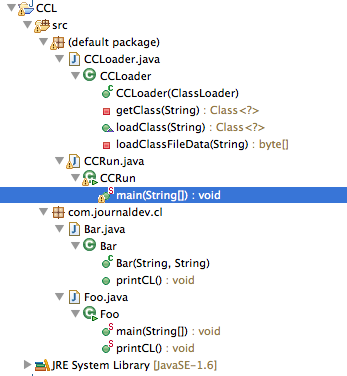 CCL
src
(default package)
CCLoader.java
CCLoader
CCLoader(ClassLoader)
getClass(String) : Class<?>
loadClass(String) : Class<?>
loadClassFileData(String) : byte[]
CCRun.java
CCRun
main(String[]) : void
com.journaldev.cl
Bar.java
Bar
Bar(String, String)
printCL() : void
Foo.java
Foo
main(String[]) : void
printCL() : void
JRE System Library [JavaSE-1.6]